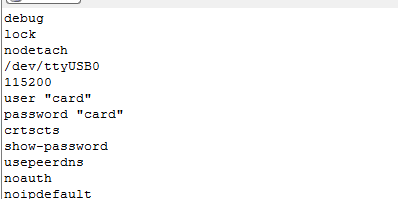 debug
lock
nodetach
/dev/ttyUSB0
115200
user "card"
password "card"
crtscts
show-password
usepeerdns
noauth
noipdefault